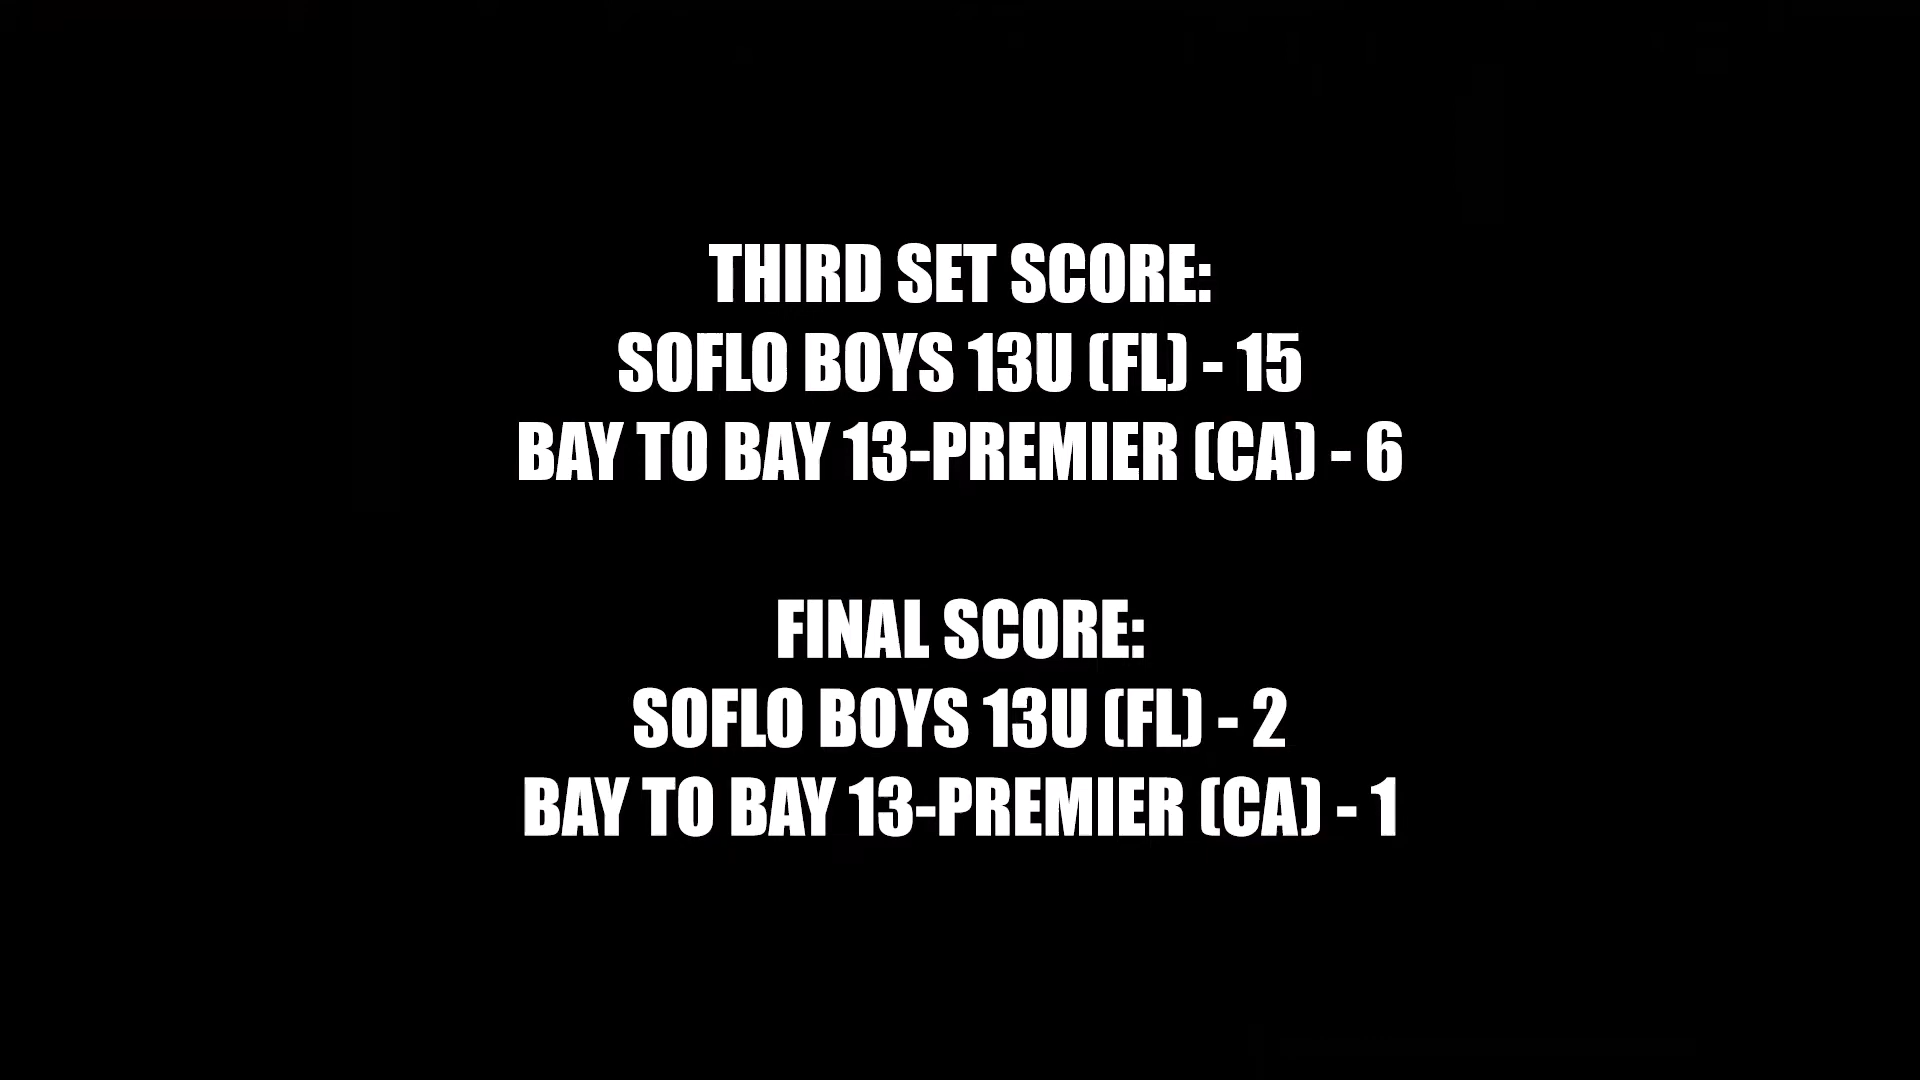 THIRD SET SCORE:
SOFLO BOYS 13U (FL) - 15
BAY TO BAY 13-PREMIER (CA) - 6
FINAL SCORE:
SOFLO BOYS 13U (FL) - 2
BAY TO BAY 13-PREMIER (CA) - 1